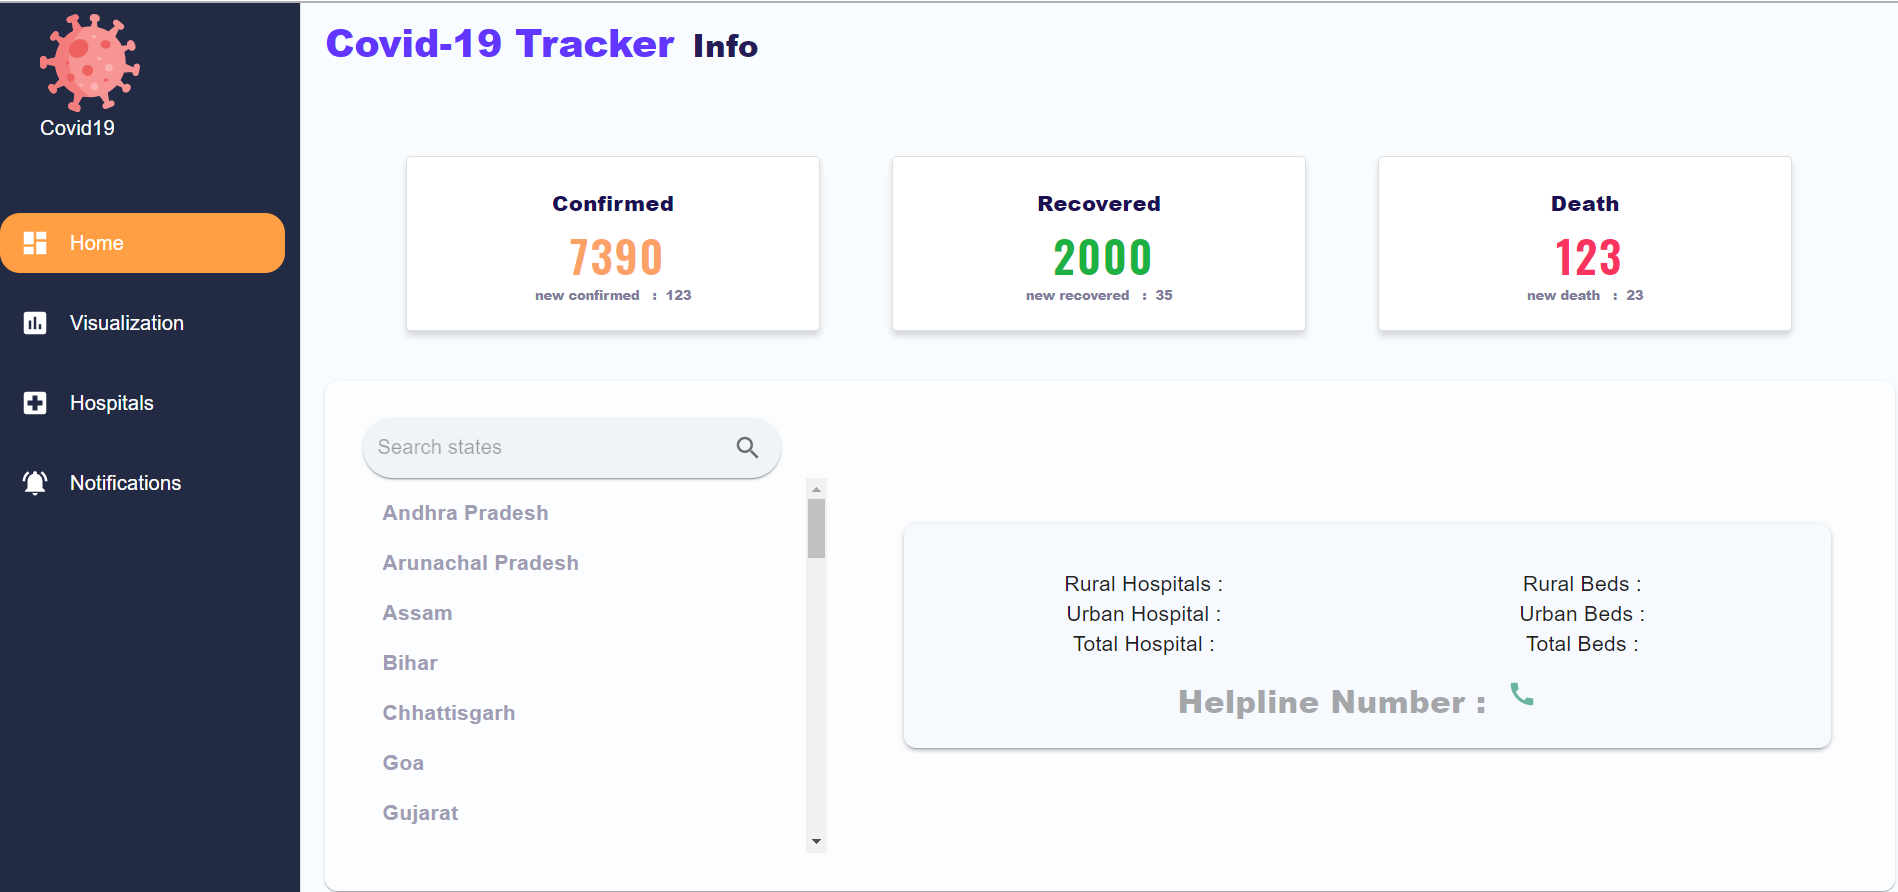 Covid19
Home
Visualization
Hospitals
Notifications
Covid-19 Tracker Info
Confirmed
7390
new confirmed : 123
Recovered
2000
new recovered : 35
Death
123
new death : 23
Search states
Andhra Pradesh
Arunachal Pradesh
Assam
Bihar
Chhattisgarh
Goa
Gujarat
Rural Hospitals :
Urban Hospital :
Total Hospital :
Rural Beds :
Urban Beds :
Total Beds :
Helpline Number :